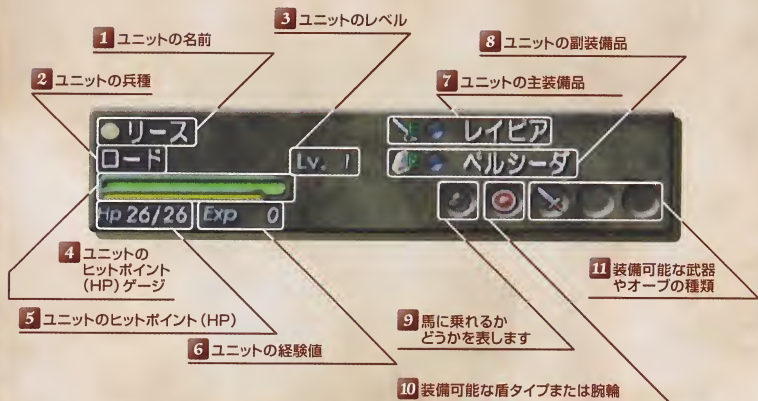 3 ユニットのレベル
1 ユニットの名前
8 ユニットの副装備品
2 ユニットの兵種
7 ユニットの主装備品
リース
レイピア
ロード
Lv. 1
ペルシーダ
Hp 26/26
Exp 0
4 ユニットの
ヒットポイント
(HP)ゲージ
11 装備可能な武器
やオーブの種類
5 ユニットのヒットポイント(HP)
9 馬に乗れるか
どうかを表します
6 ユニットの経験値
10 装備可能な盾タイプまたは腕輪